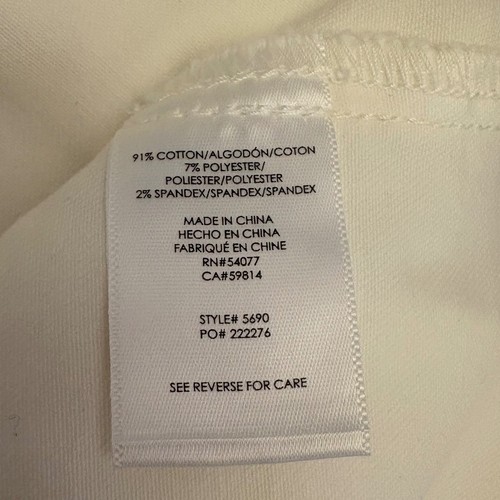 91% COTTON/ALGODÓN/COTON
7% POLYESTER/
POLIESTER/POLYESTER
2% SPANDEX/SPANDEX/SPANDEX
MADE IN CHINA
HECHO EN CHINA
FABRIQUÉ EN CHINE
RN#54077
CA#59814
STYLE# 5690
PO# 222276
SEE REVERSE FOR CARE